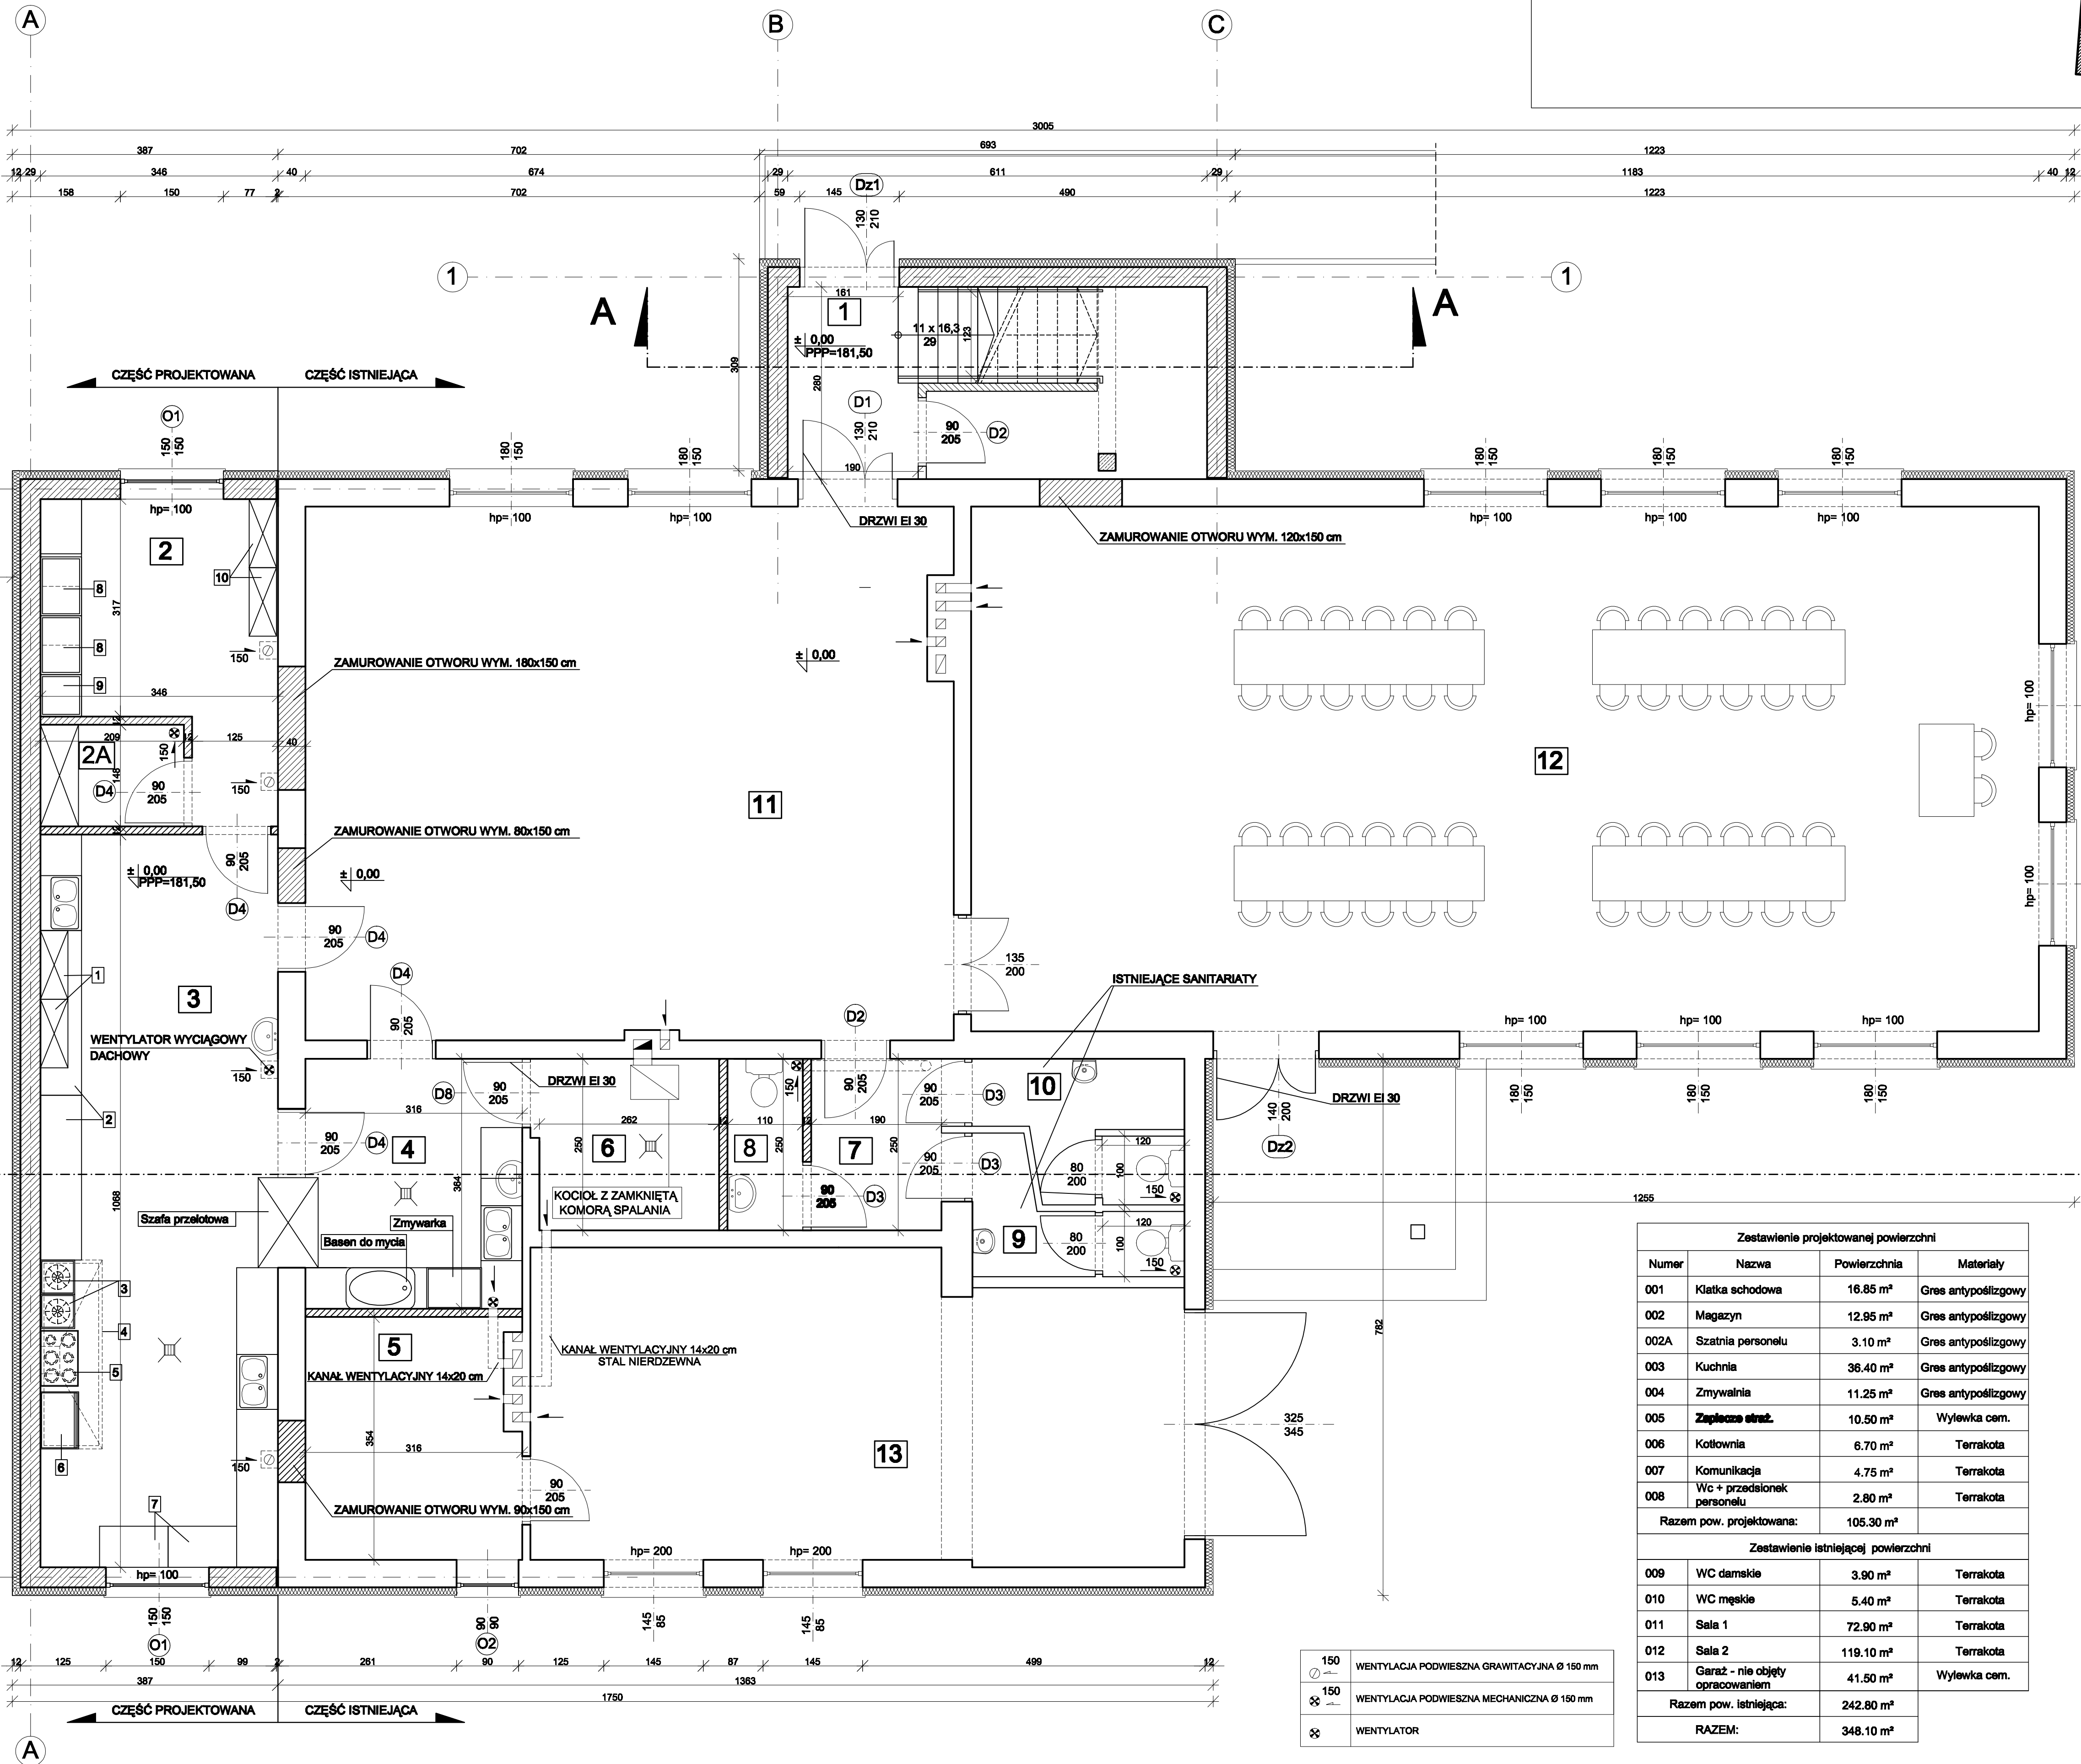 A
B
C
3005
387
702
693
1223
12
29
346
40
674
29
611
29
1183
40
12
158
150
77
2
702
59
145
490
1223
Dz1
130
210
1
1
A
A
161
1
11 x 16,3
29
123
± 0,00
PPP=181,50
309
280
CZĘŚĆ PROJEKTOWANA
CZĘŚĆ ISTNIEJĄCA
O1
150
150
D1
130
210
90
205
D2
190
180
150
180
150
180
150
180
150
180
150
hp= 100
hp= 100
hp= 100
hp= 100
hp= 100
hp= 100
DRZWI EI 30
ZAMUROWANIE OTWORU WYM. 120x150 cm
2
10
8
317
8
150
9
346
ZAMUROWANIE OTWORU WYM. 180x150 cm
± 0,00
12
209
12
125
40
2A
150
148
D4
90
205
150
hp= 100
12
11
12
ZAMUROWANIE OTWORU WYM. 80x150 cm
90
205
± 0,00
PPP=181,50
± 0,00
D4
hp= 100
90
205
D4
1
3
D4
90
205
135
200
ISTNIEJĄCE SANITARIATY
WENTYLATOR WYCIĄGOWY
DACHOWY
150
D2
hp= 100
hp= 100
hp= 100
DRZWI EI 30
D8
90
205
150
90
205
90
205
D3
10
DRZWI EI 30
180
150
180
150
180
150
140
200
Dz2
2
316
90
205
D4
4
262
12
110
12
190
250
6
8
250
7
250
90
205
D3
120
80
200
100
150
364
1068
KOCIOŁ Z ZAMKNIĘTĄ
KOMORĄ SPALANIA
90
205
D3
1255
Szafa przelotowa
Zmywarka
Basen do mycia
9
80
200
120
100
150
3
4
5
6
5
KANAŁ WENTYLACYJNY 14x20 cm
STAL NIERDZEWNA
KANAŁ WENTYLACYJNY 14x20 cm
782
325
345
354
316
13
150
90
205
ZAMUROWANIE OTWORU WYM. 90x150 cm
7
hp= 100
hp= 200
hp= 200
150
150
O1
90
90
O2
145
85
145
85
12
125
150
99
2
261
90
125
145
87
145
499
12
387
1363
1750
CZĘŚĆ PROJEKTOWANA
CZĘŚĆ ISTNIEJĄCA
A
150 WENTYLACJA PODWIESZNA GRAWITACYJNA Ø 150 mm
150 WENTYLACJA PODWIESZNA MECHANICZNA Ø 150 mm
WENTYLATOR
Zestawienie projektowanej powierzchni
Numer Nazwa Powierzchnia Materiały
001 Klatka schodowa 16.85 m² Gres antypoślizgowy
002 Magazyn 12.95 m² Gres antypoślizgowy
002A Szatnia personelu 3.10 m² Gres antypoślizgowy
003 Kuchnia 36.40 m² Gres antypoślizgowy
004 Zmywalnia 11.25 m² Gres antypoślizgowy
005 Zaplecze straż. 10.50 m² Wylewka cem.
006 Kotłownia 6.70 m² Terrakota
007 Komunikacja 4.75 m² Terrakota
008 Wc + przedsionek
personelu 2.80 m² Terrakota
Razem pow. projektowana: 105.30 m²
Zestawienie istniejącej powierzchni
009 WC damskie 3.90 m² Terrakota
010 WC męskie 5.40 m² Terrakota
011 Sala 1 72.90 m² Terrakota
012 Sala 2 119.10 m² Terrakota
013 Garaż - nie objęty
opracowaniem 41.50 m² Wylewka cem.
Razem pow. istniejąca: 242.80 m²
RAZEM: 348.10 m²